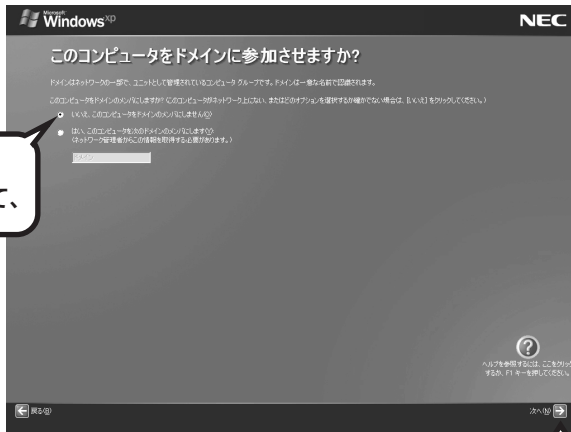 Microsoft
Windows xp
NEC
このコンピュータをドメインに参加させますか?
ドメインはネットワークの一部で、ユニットとして管理されているコンピュータ グループです。ドメインは一意な名前で認識されます。
このコンピュータをドメインのメンバにしますか? (このコンピュータがネットワーク上にない、またはどのオプションを選択するか確かでない場合は、[いいえ] をクリックしてください。)
いいえ、このコンピュータをドメインのメンバにしません(O)
はい、このコンピュータを次のドメインのメンバにします(Y)
(ネットワーク管理者からこの情報を取得する必要があります。)
ドメイン
て、
?
ヘルプを参照するには、ここをクリック
するか、F1 キーを押してください。
戻る(B)
次へ(N)